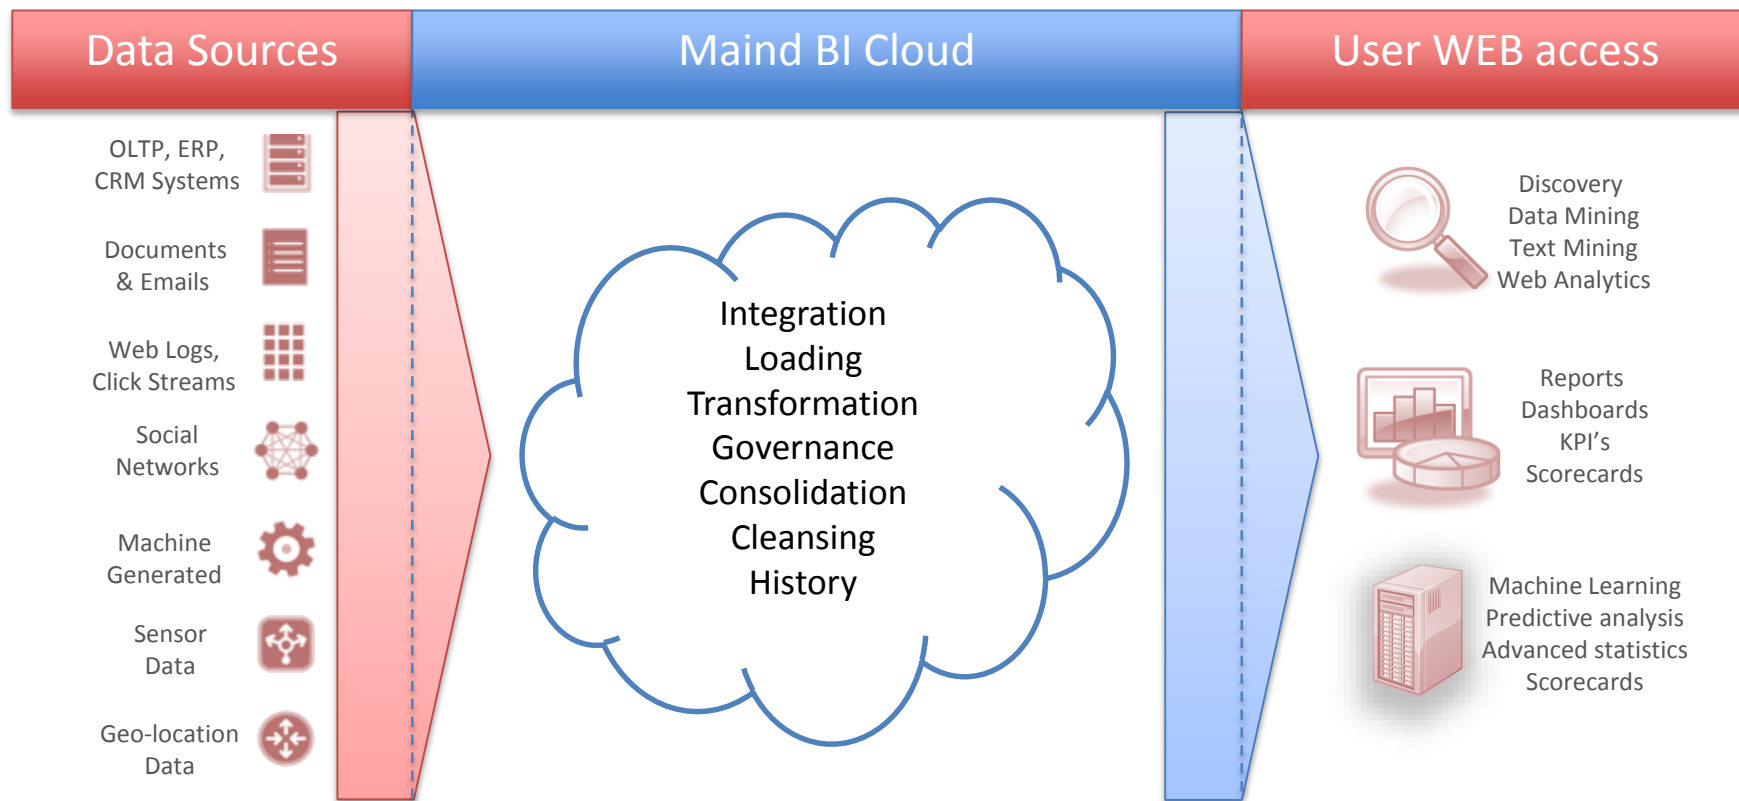 Data Sources
Maind BI Cloud
User WEB access
OLTP, ERP,
CRM Systems
Documents
& Emails
Web Logs,
Click Streams
Social
Networks
Machine
Generated
Sensor
Data
Geo-location
Data
Integration
Loading
Transformation
Governance
Consolidation
Cleansing
History
Discovery
Data Mining
Text Mining
Web Analytics
Reports
Dashboards
KPI’s
Scorecards
Machine Learning
Predictive analysis
Advanced statistics
Scorecards